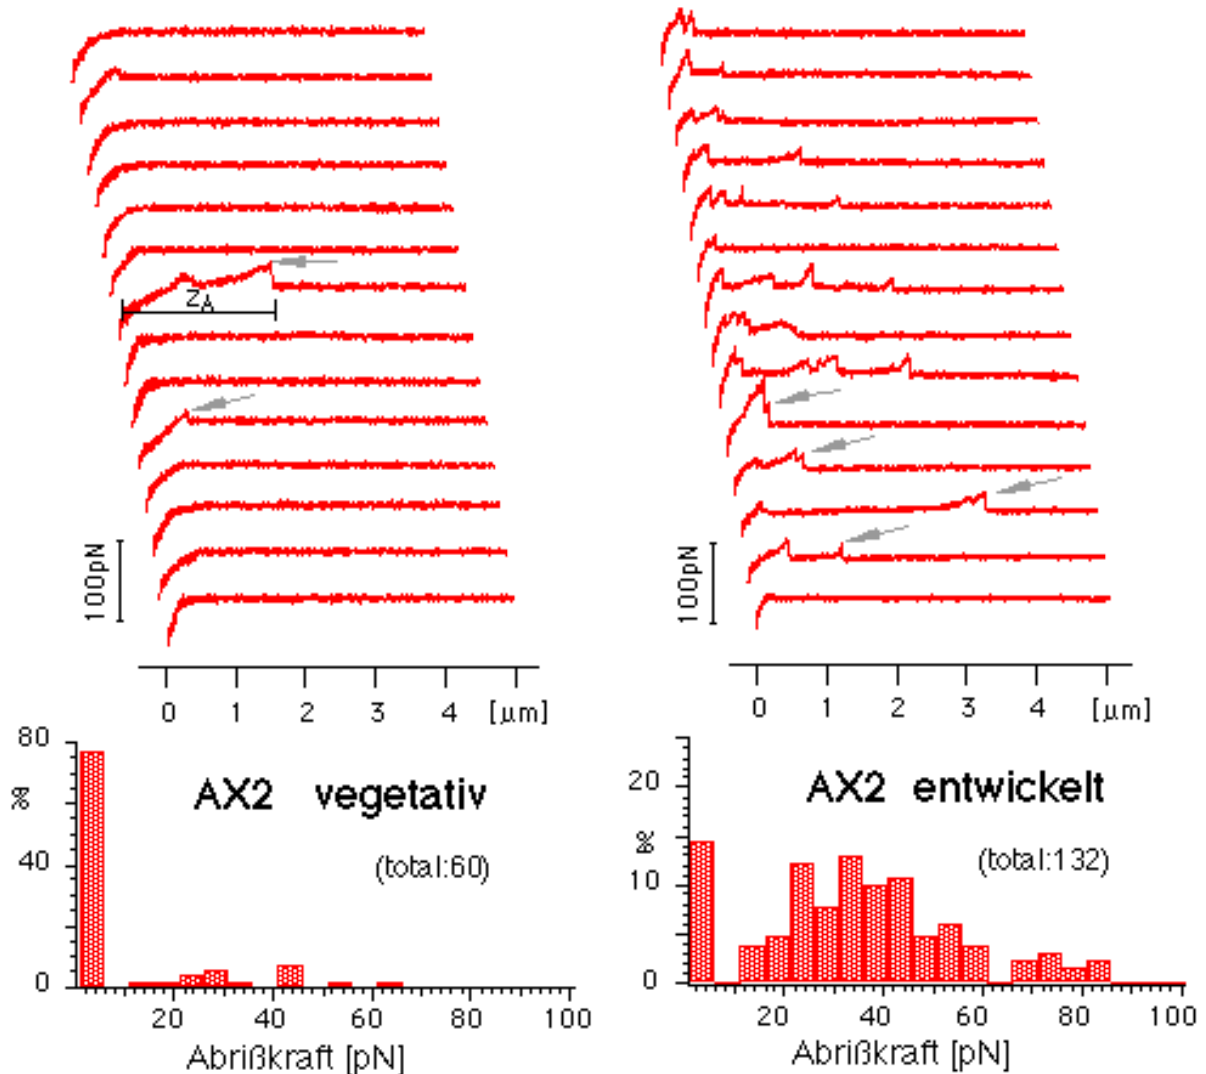 z_A
100pN
100pN
0 1 2 3 4 [μm]
0 1 2 3 4 [μm]
80
40
0
%
AX2 vegetativ
(total:60)
20 40 60 80 100
Abrißkraft [pN]
20
10
0
%
AX2 entwickelt
(total:132)
20 40 60 80 100
Abrißkraft [pN]